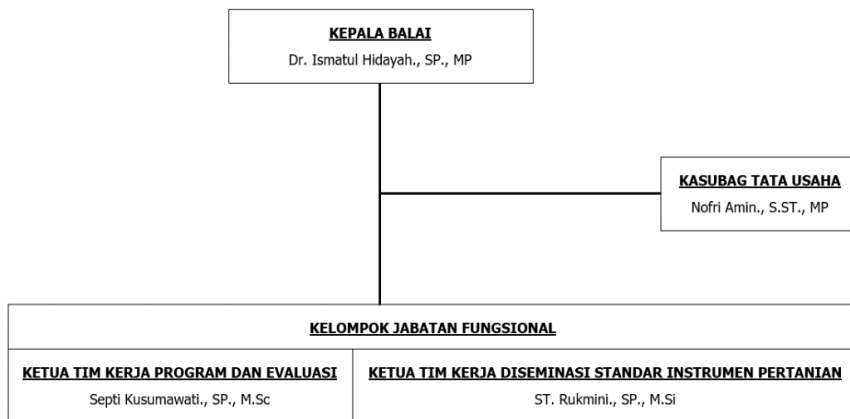 KEPALA BALAI
Dr. Ismatul Hidayah., SP., MP
KASUBAG TATA USAHA
Nofri Amin., S.ST., MP
KELOMPOK JABATAN FUNGSIONAL
KETUA TIM KERJA PROGRAM DAN EVALUASI
Septi Kusumawati., SP., M.Sc
KETUA TIM KERJA DISEMINASI STANDAR INSTRUMEN PERTANIAN
ST. Rukmini., SP., M.Si